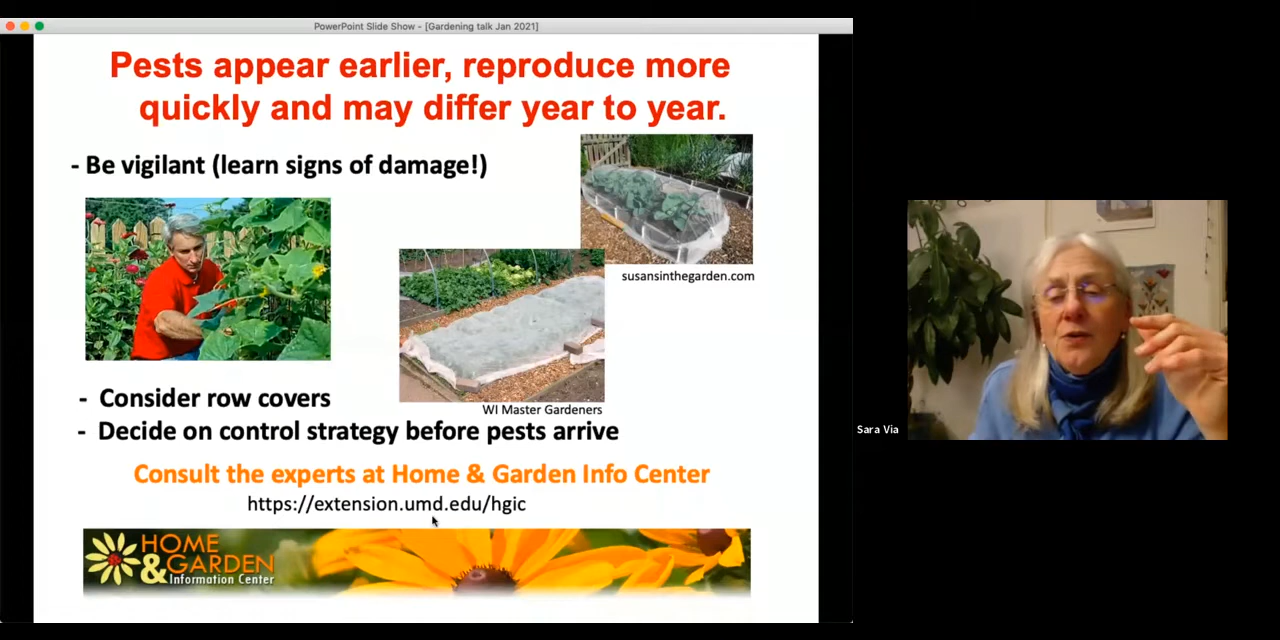 PowerPoint Slide Show - [Gardening talk Jan 2021]
Pests appear earlier, reproduce more
quickly and may differ year to year.
- Be vigilant (learn signs of damage!)
susansinthegarden.com
WI Master Gardeners
- Consider row covers
- Decide on control strategy before pests arrive
Consult the experts at Home & Garden Info Center
https://extension.umd.edu/hgic
HOME
& GARDEN
Information Center
Sara Via